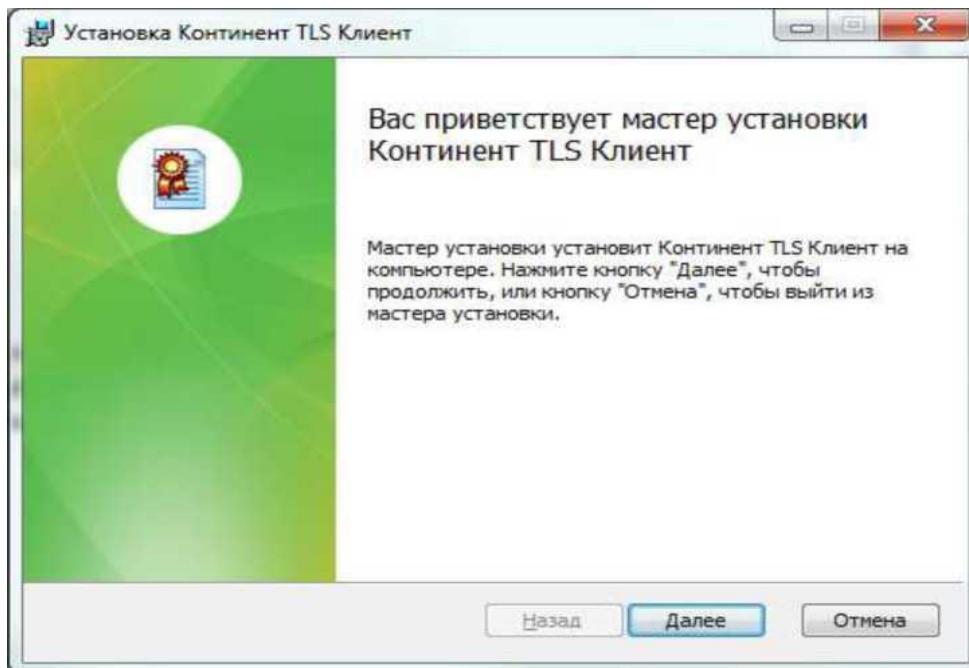 Установка Континент TLS Клиент
Вас приветствует мастер установки
Континент TLS Клиент
Мастер установки установит Континент TLS Клиент на
компьютере. Нажмите кнопку "Далее", чтобы
продолжить, или кнопку "Отмена", чтобы выйти из
мастера установки.
Назад
Далее
Отмена